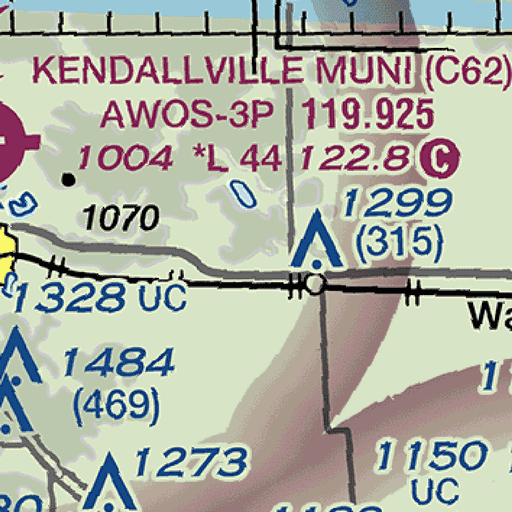 KENDALLVILLE MUNI (C62)
AWOS-3P 119.925
1004 *L 44 122.8 C
1070
1299
(315)
1328 UC
1484
(469)
1273
1150
UC